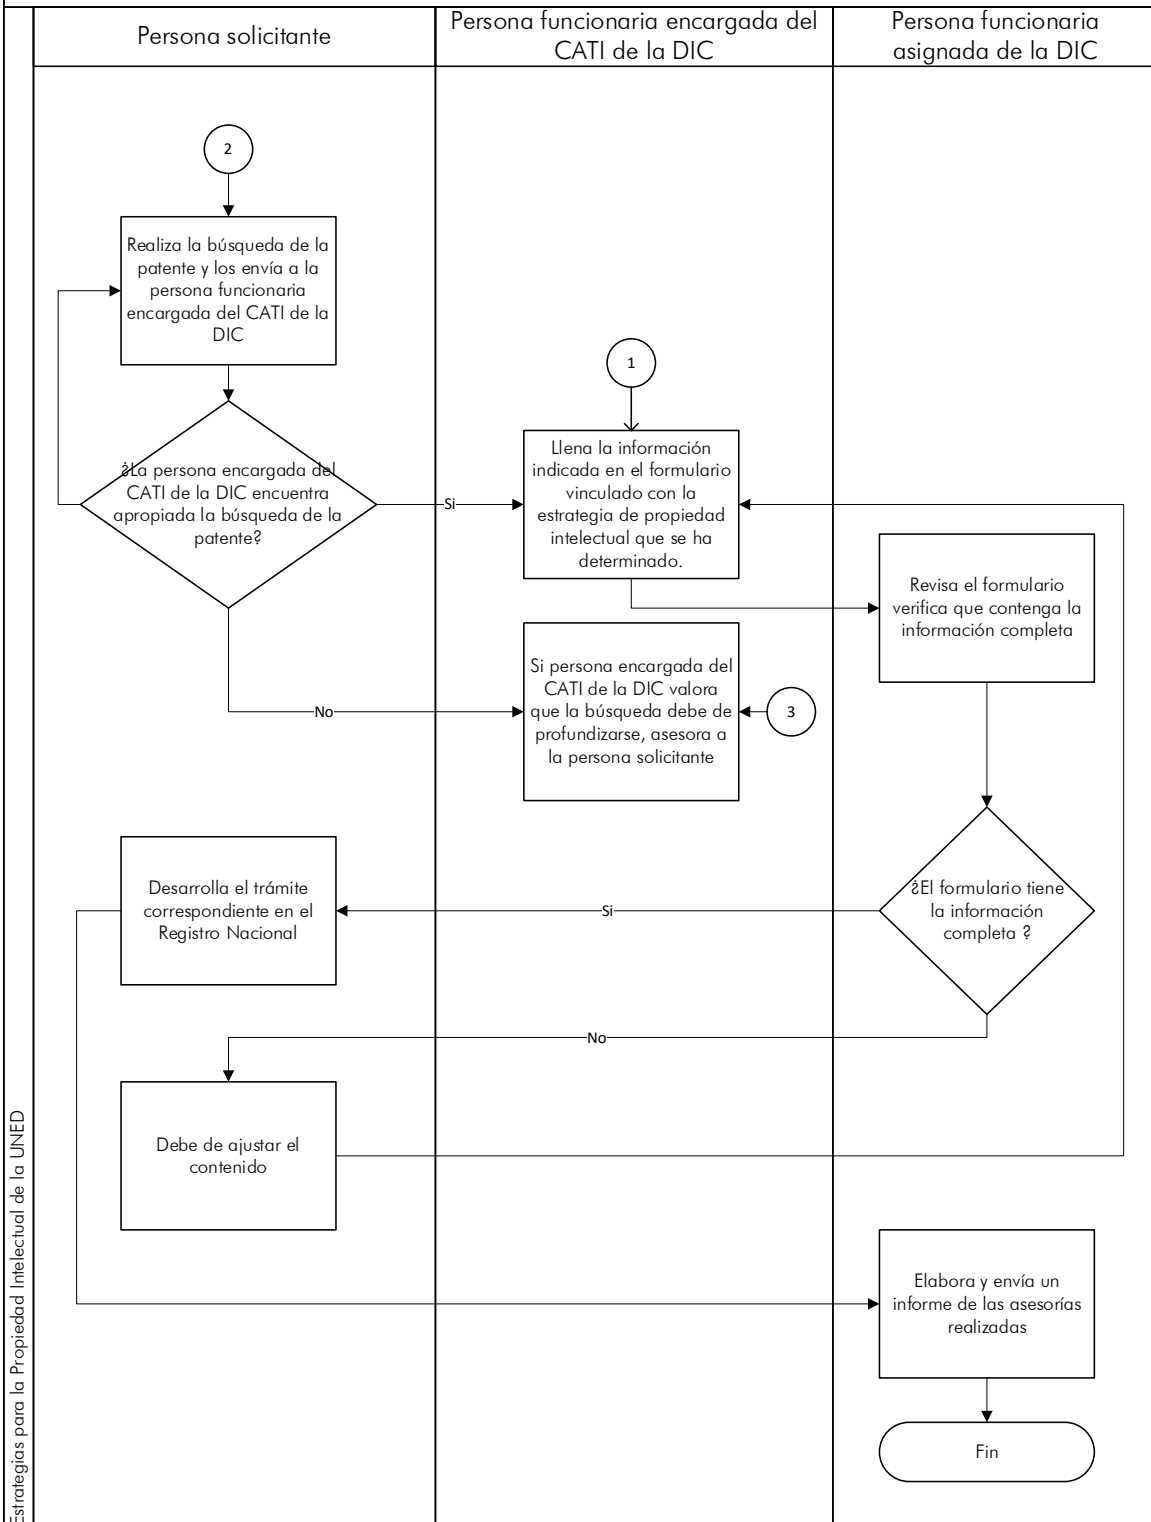 Persona solicitante
Persona funcionaria encargada del
CATI de la DIC
Persona funcionaria
asignada de la DIC
2
Realiza la búsqueda de la
patente y los envía a la
persona funcionaria
encargada del CATI de la
DIC
¿La persona encargada del
CATI de la DIC encuentra
apropiada la búsqueda de la
patente?
Si
No
1
Llena la información
indicada en el formulario
vinculado con la
estrategia de propiedad
intelectual que se ha
determinado.
Revisa el formulario
verifica que contenga la
información completa
Si persona encargada del
CATI de la DIC valora
que la búsqueda debe de
profundizarse, asesora a
la persona solicitante
3
¿El formulario tiene
la información
completa ?
Si
Desarrolla el trámite
correspondiente en el
Registro Nacional
No
Debe de ajustar el
contenido
Elabora y envía un
informe de las asesorías
realizadas
Fin
Estrategias para la Propiedad Intelectual de la UNED